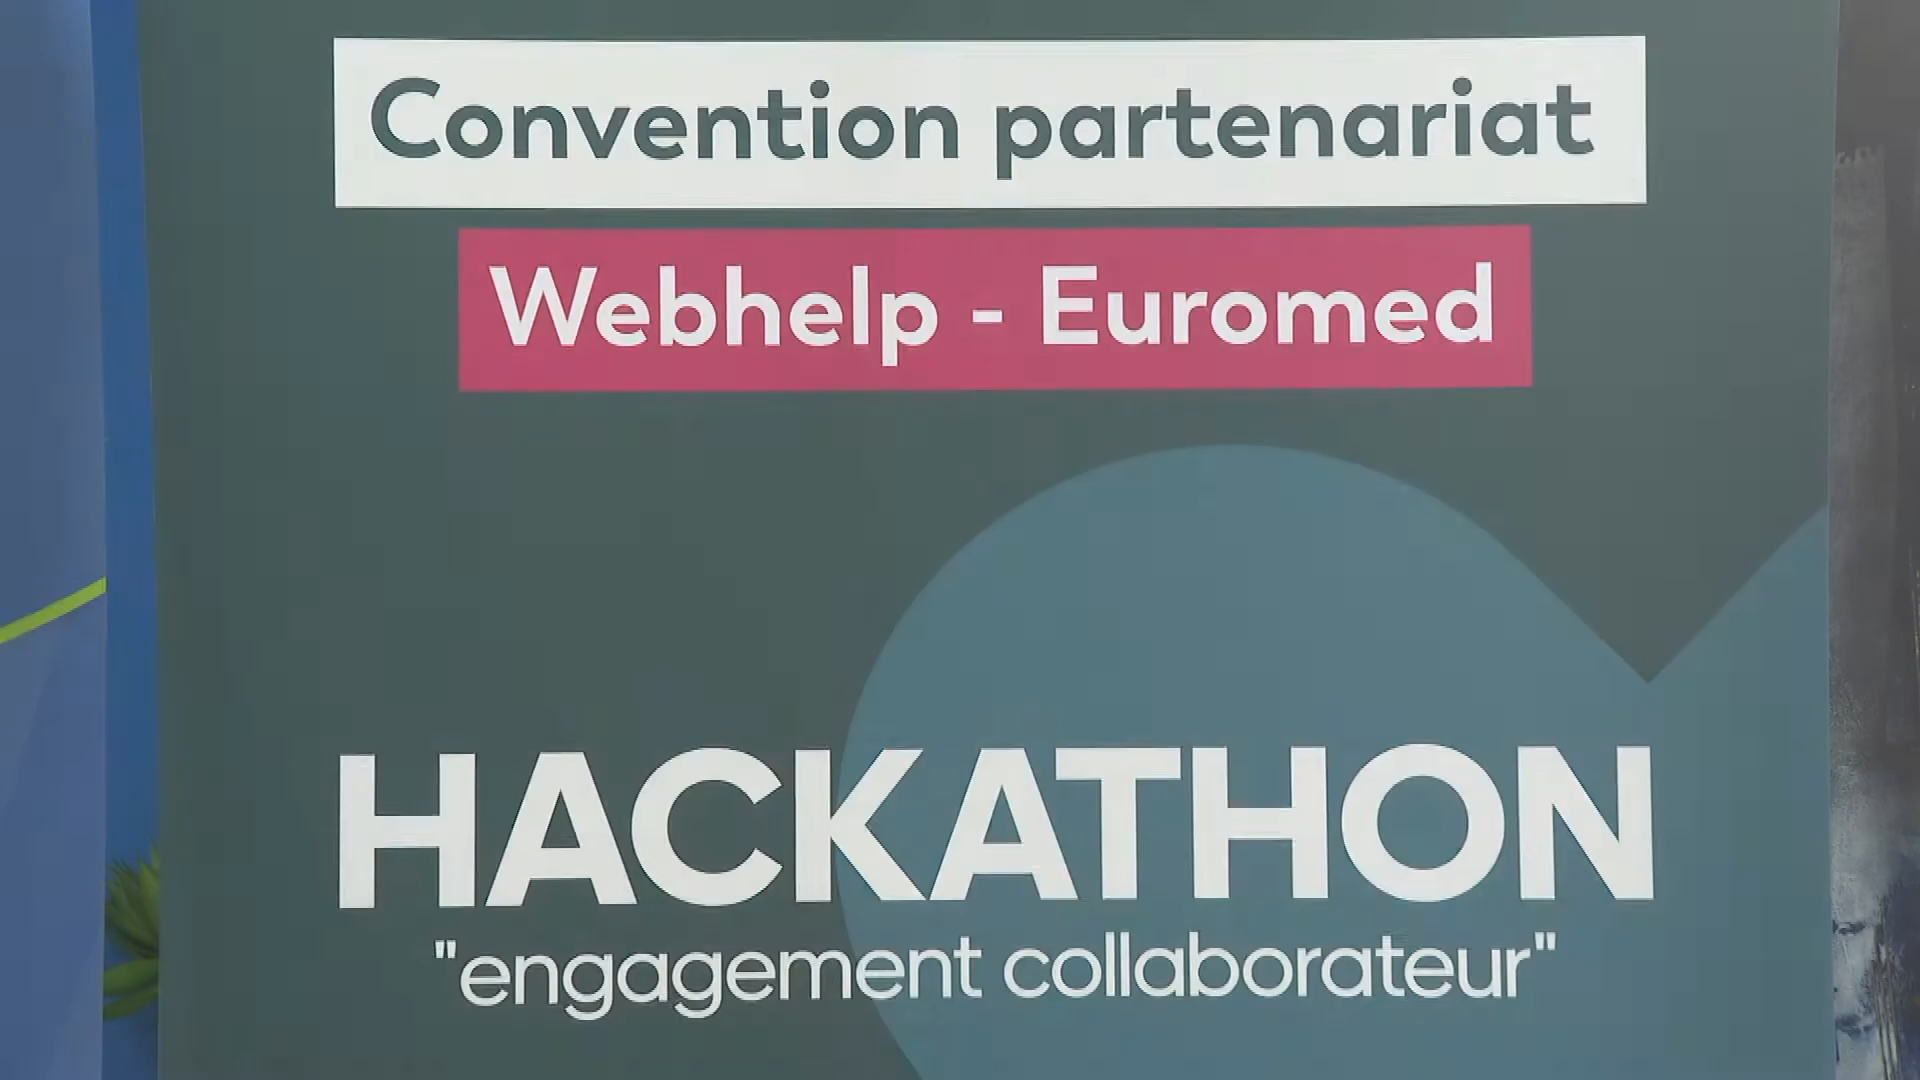 Convention partenariat
Webhelp - Euromed
HACKATHON
"engagement collaborateur"